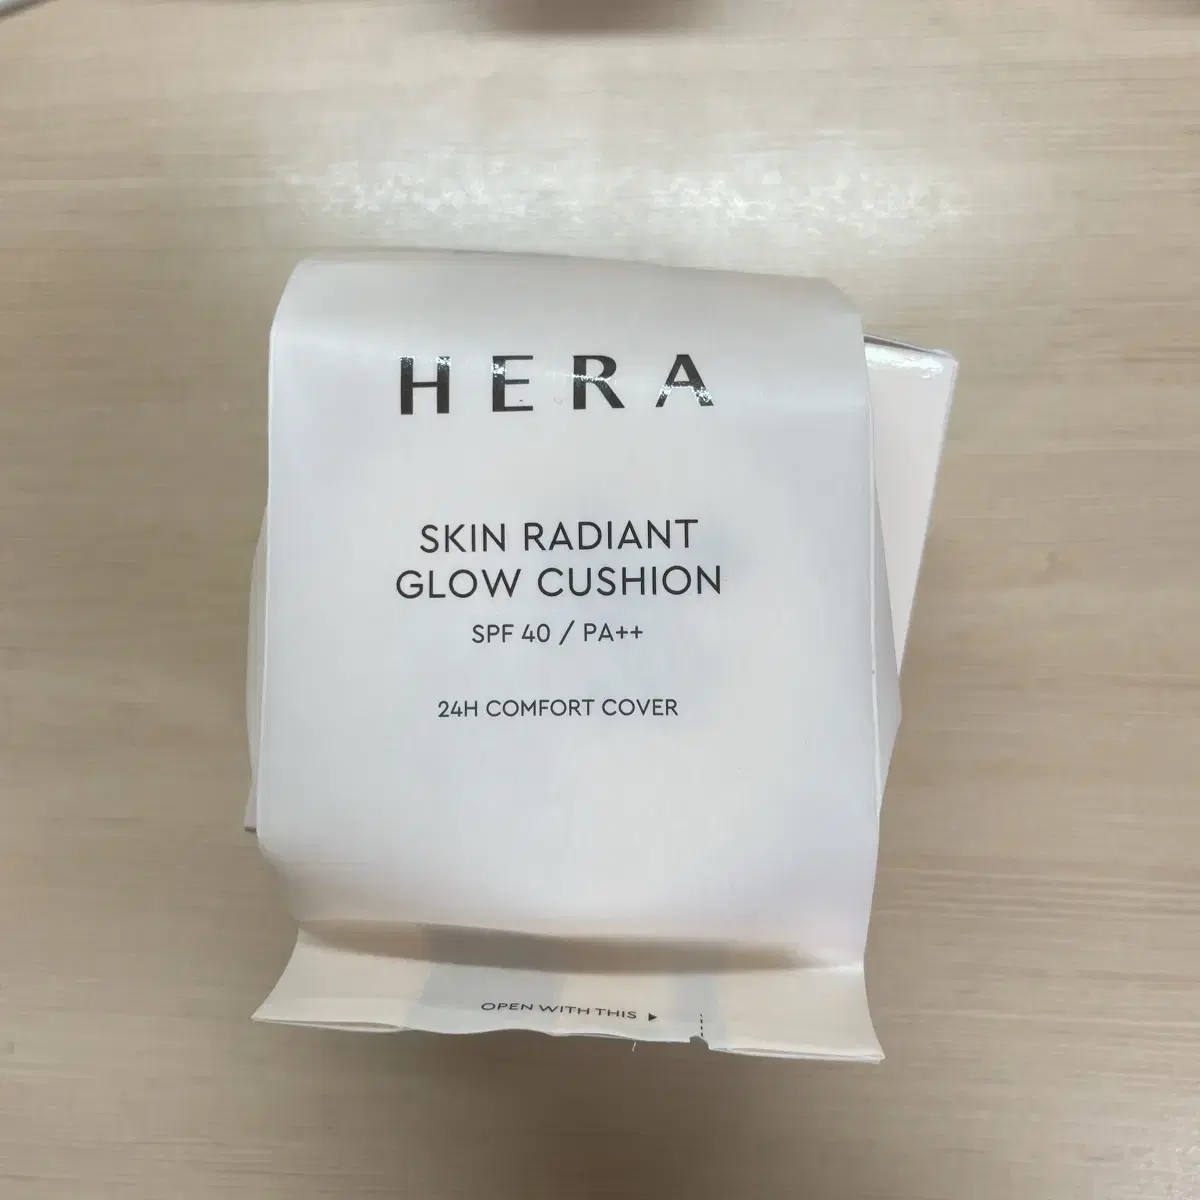 HERA
SKIN RADIANT
GLOW CUSHION
SPF 40 / PA++
24H COMFORT COVER
OPEN WITH THIS ▶